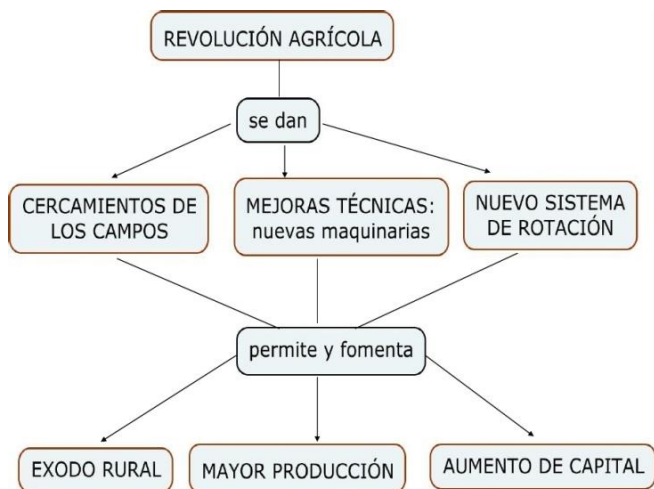 REVOLUCIÓN AGRÍCOLA
se dan
CERCAMIENTOS DE
LOS CAMPOS
MEJORAS TÉCNICAS:
nuevas maquinarias
NUEVO SISTEMA
DE ROTACIÓN
permite y fomenta
EXODO RURAL
MAYOR PRODUCCIÓN
AUMENTO DE CAPITAL